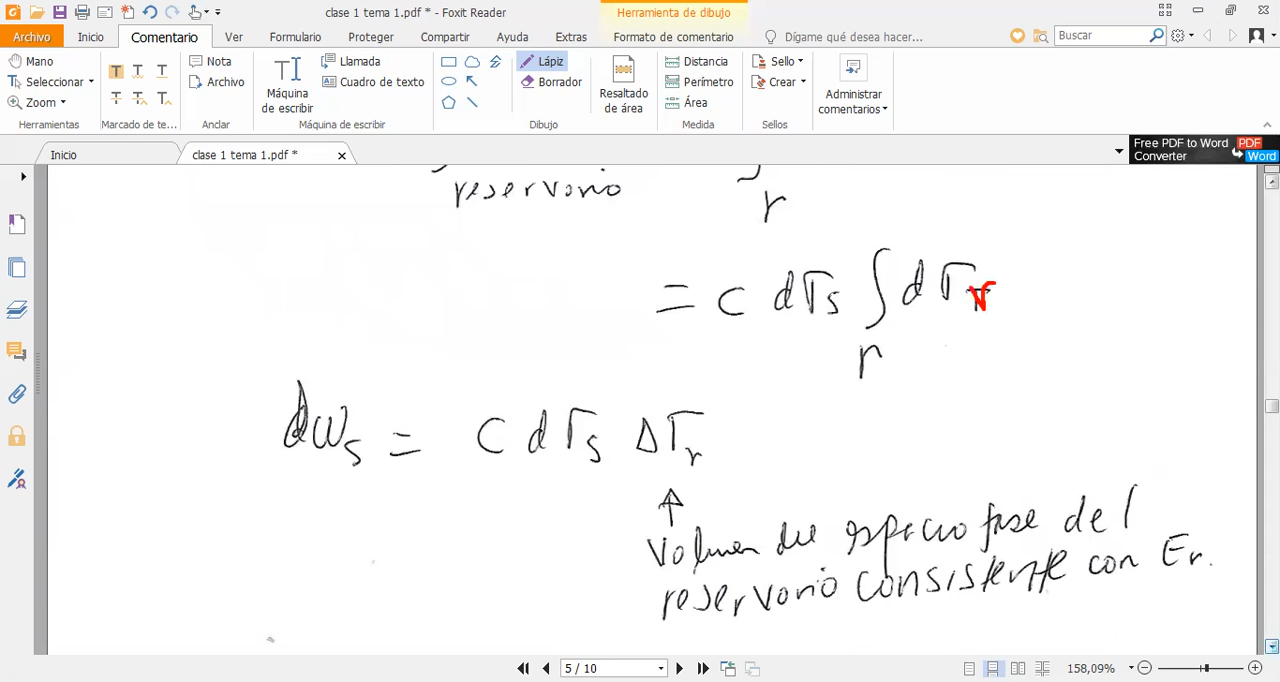 clase 1 tema 1.pdf * - Foxit Reader
Herramienta de dibujo
Archivo Inicio Comentario Ver Formulario Proteger Compartir Ayuda Extras Formato de comentario Dígame qué desea hacer... Buscar
Mano
Seleccionar
Zoom
Herramientas
Marcado de te...
Nota
Archivo
Anclar
Máquina de escribir
Llamada
Cuadro de texto
Máquina de escribir
Lápiz
Borrador
Dibujo
Resaltado de área
Distancia
Perímetro
Área
Medida
Sello
Crear
Sellos
Administrar comentarios
Inicio
clase 1 tema 1.pdf *
Free PDF to Word Converter
PDF
Word
reservorio r
= C dΓs ∫ dΓr
r
dωs = C dΓs ΔΓr
↑
volumen del espacio fase del
reservorio consistente con Er.
5 / 10
158,09%